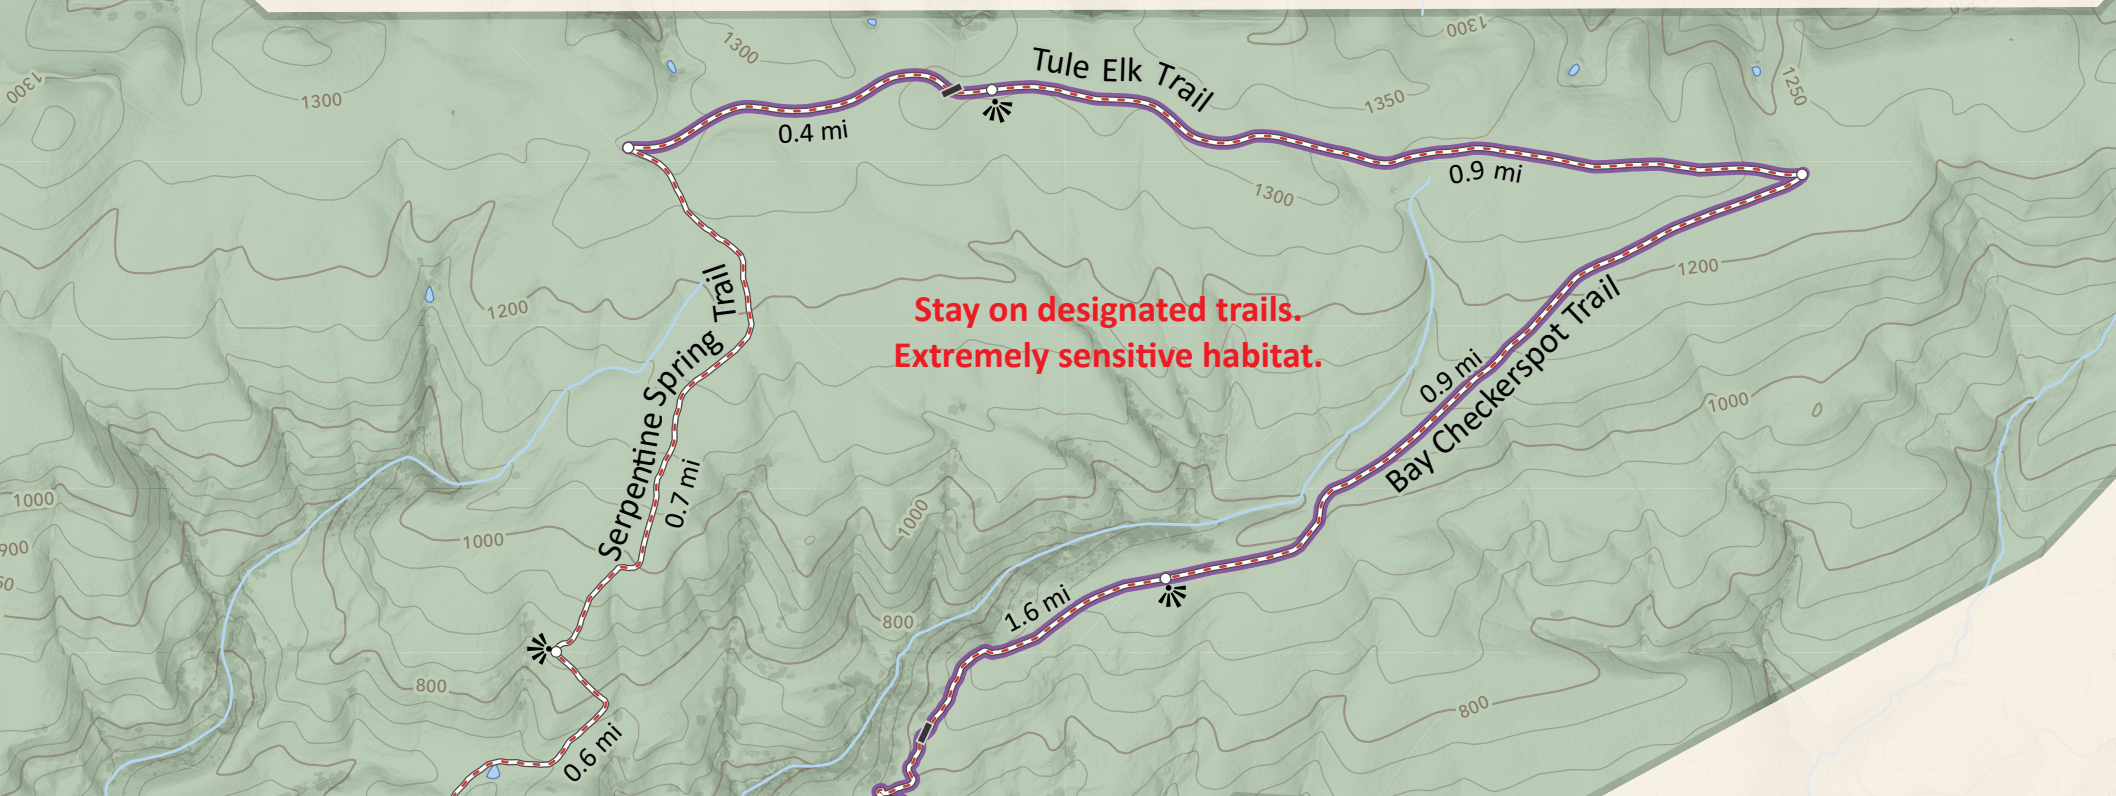 1300
1300
1300
1300
Tule Elk Trail
1250
1350
0.4 mi
0.9 mi
1300
1200
1200
Stay on designated trails.
Extremely sensitive habitat.
Serpentine Spring Trail
0.7 mi
0.9 mi
Bay Checkerspot Trail
1000
1000
1000
1000
900
1.6 mi
800
800
800
0.6 mi